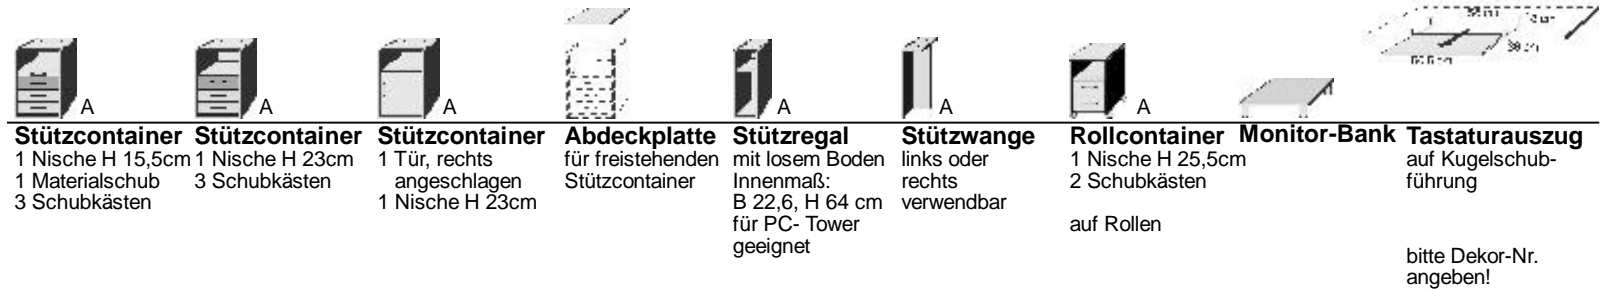 A
Stützcontainer
1 Nische H 15,5cm
1 Materialschub
3 Schubkästen
A
Stützcontainer
1 Nische H 23cm
3 Schubkästen
A
Stützcontainer
1 Tür, rechts
angeschlagen
1 Nische H 23cm
Abdeckplatte
für freistehenden
Stützcontainer
A
Stützregal
mit losem Boden
Innenmaß:
B 22,6, H 64 cm
für PC- Tower
geeignet
A
Stützwange
links oder
rechts
verwendbar
A
Rollcontainer
1 Nische H 25,5cm
2 Schubkästen
auf Rollen
Monitor-Bank
Tastaturauszug
auf Kugelschub-
führung
bitte Dekor-Nr.
angeben!